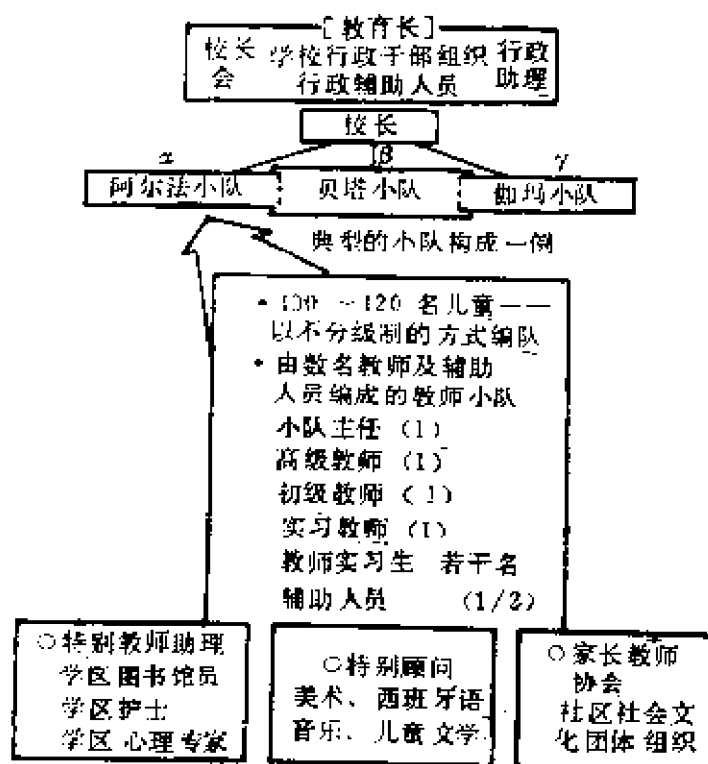 ［教育长］
校长会
学校行政干部组织
行政辅助人员
行政助理
校长
α β γ
阿尔法小队 贝塔小队 伽玛小队
典型的小队构成一例
• 100 ~120 名儿童——
以不分级制的方式编队
• 由数名教师及辅助
人员编成的教师小队
小队主任 (1)
高级教师 (1)
初级教师 (1)
实习教师 (1)
教师实习生 若干名
辅助人员 (1/2)
○特别教师助理
学区图书馆员
学区护士
学区心理专家
○特别顾问
美术、西班牙语
音乐、儿童文学
○家长教师
协会
社区社会文
化团体组织